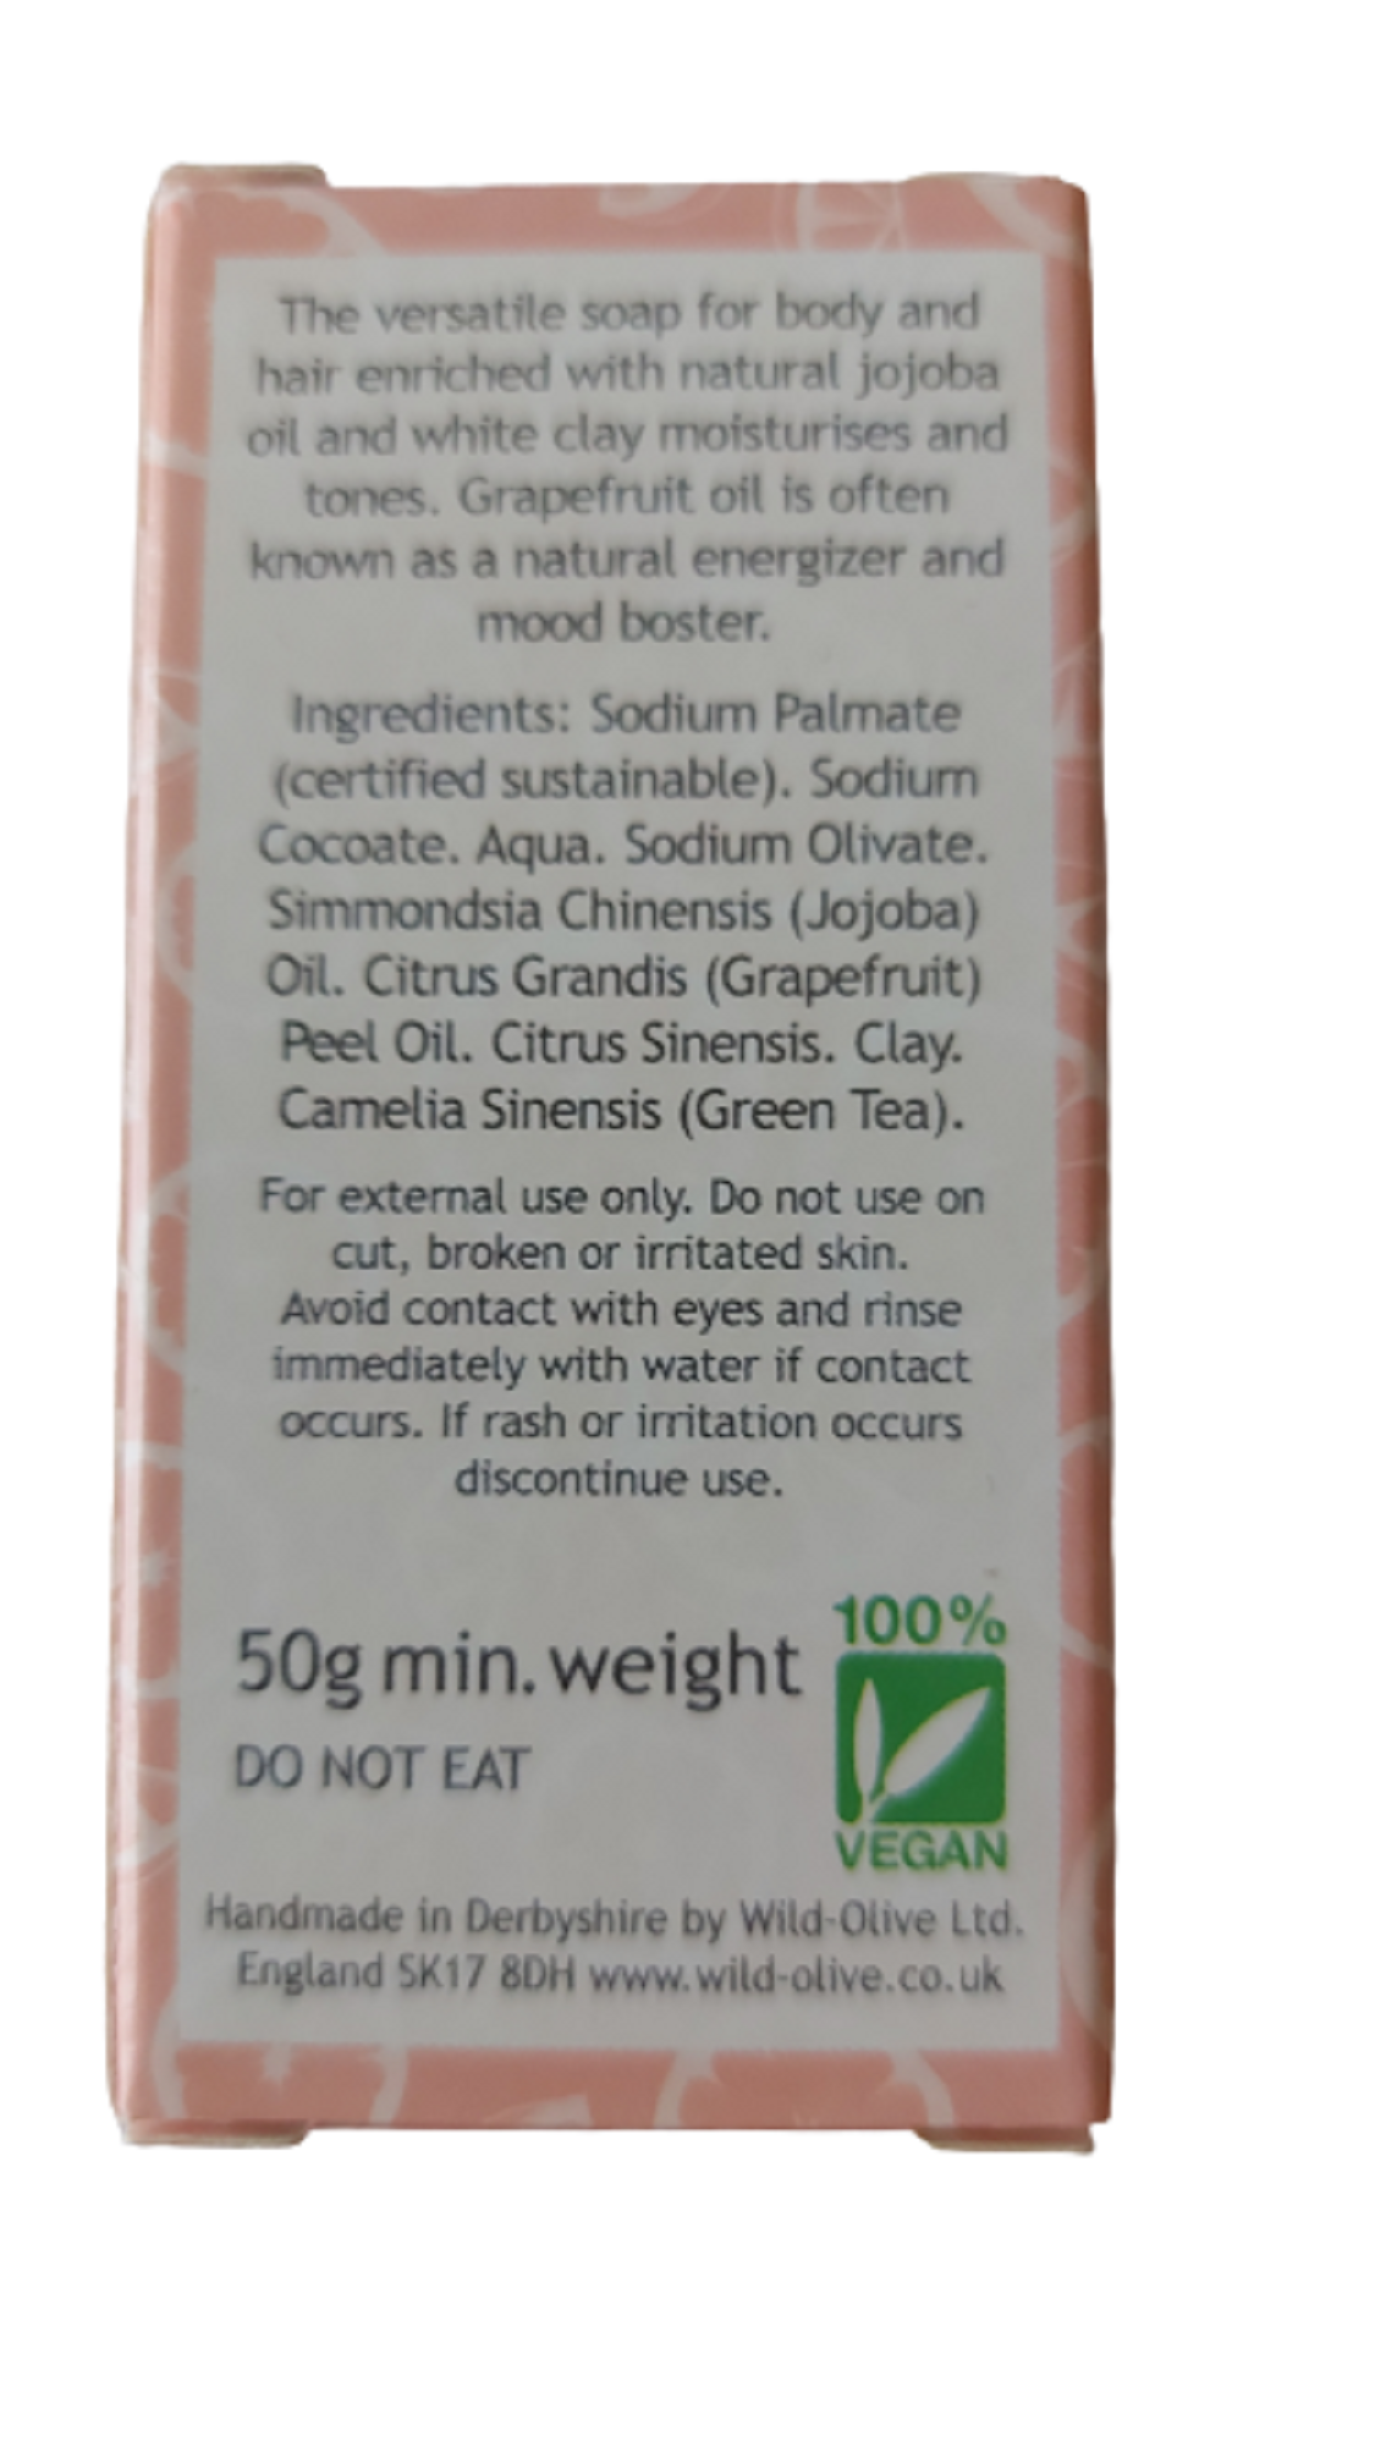 The versatile soap for body and
hair enriched with natural jojoba
oil and white clay moisturises and
tones. Grapefruit oil is often
known as a natural energizer and
mood boster.
Ingredients: Sodium Palmate
(certified sustainable). Sodium
Cocoate. Aqua. Sodium Olivate.
Simmondsia Chinensis (Jojoba)
Oil. Citrus Grandis (Grapefruit)
Peel Oil. Citrus Sinensis. Clay.
Camelia Sinensis (Green Tea).
For external use only. Do not use on
cut, broken or irritated skin.
Avoid contact with eyes and rinse
immediately with water if contact
occurs. If rash or irritation occurs
discontinue use.
50g min. weight
DO NOT EAT
100%
VEGAN
Handmade in Derbyshire by Wild-Olive Ltd.
England SK17 8DH www.wild-olive.co.uk